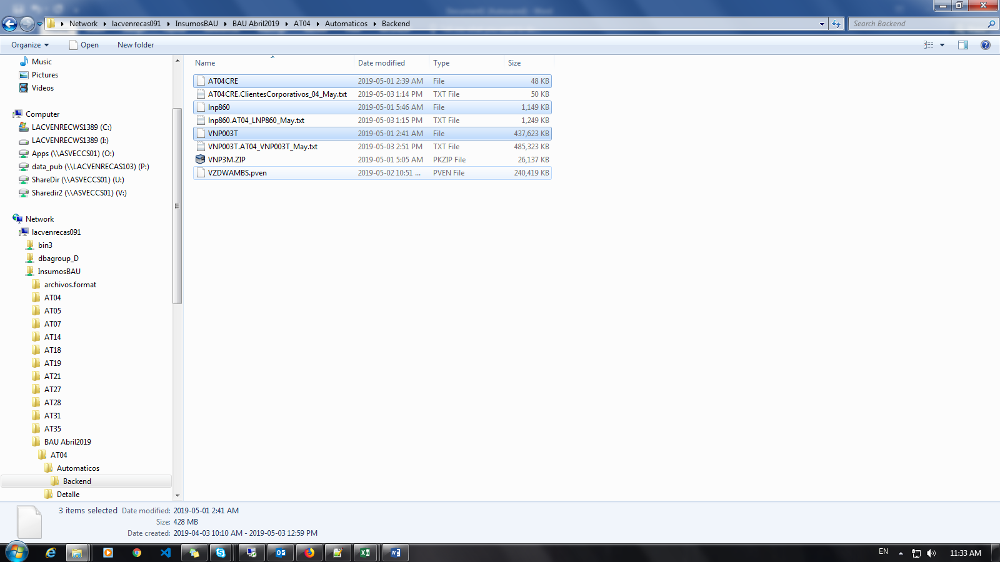 Network lacvenrecas091 InsumosBAU BAU Abril2019 AT04 Automaticos Backend
Search Backend
Organize Open New folder
Music
Pictures
Videos
Computer
LACVENRECWS1389 (C:)
LACVENRECWS1389 (I:)
Apps (\\ASVECCS01) (O:)
data_pub (\\LACVENRECAS103) (P:)
ShareDir (\\ASVECCS01) (U:)
Sharedir2 (\\ASVECCS01) (V:)
Network
lacvenrecas091
bin3
dbagroup_D
InsumosBAU
archivos.format
AT04
AT05
AT07
AT14
AT18
AT19
AT21
AT27
AT28
AT31
AT35
BAU Abril2019
AT04
Automaticos
Backend
Detalle
Name Date modified Type Size
AT04CRE 2019-05-01 2:39 AM File 48 KB
AT04CRE.ClientesCorporativos_04_May.txt 2019-05-03 1:14 PM TXT File 50 KB
lnp860 2019-05-01 5:46 AM File 1,149 KB
lnp860.AT04_LNP860_May.txt 2019-05-03 1:15 PM TXT File 1,249 KB
VNP003T 2019-05-01 2:41 AM File 437,623 KB
VNP003T.AT04_VNP003T_May.txt 2019-05-03 2:51 PM TXT File 485,323 KB
VNP3M.ZIP 2019-05-01 5:05 AM PKZIP File 26,137 KB
VZDWAMBS.pven 2019-05-02 10:51 ... PVEN File 240,419 KB
3 items selected Date modified: 2019-05-01 2:41 AM
Size: 428 MB
Date created: 2019-04-03 10:10 AM - 2019-05-03 12:59 PM
EN 11:33 AM